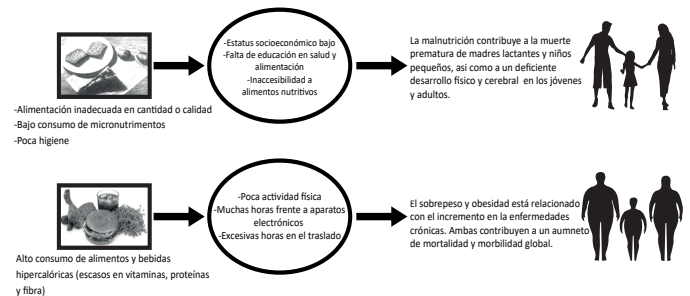 -Alimentación inadecuada en cantidad o calidad
-Bajo consumo de micronutrimentos
-Poca higiene
-Estatus socioeconómico bajo
-Falta de educación en salud y
alimentación
-Inaccesibilidad a
alimentos nutritivos
La malnutrición contribuye a la muerte
prematura de madres lactantes y niños
pequeños, asi como a un deficiente
desarrollo físico y cerebral en los jóvenes
y adultos.
Alto consumo de alimentos y bebidas
hipercalóricas (escasos en vitaminas, proteínas
y fibra)
-Poca actividad física
-Muchas horas frente a aparatos
electrónicos
-Excesivas horas en el traslado
El sobrepeso y obesidad está relacionado
con el incremento en la enfermedades
crónicas. Ambas contribuyen a un aumneto
de mortalidad y morbilidad global.